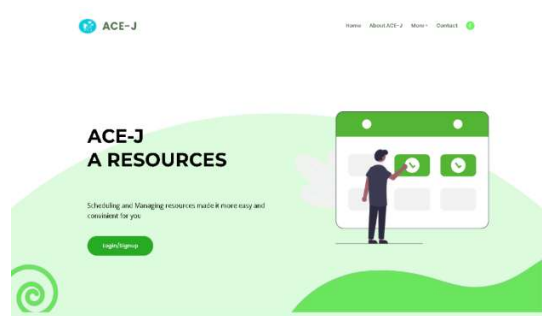 ACE-J
Home About ACE-J More Contact
ACE-J
A RESOURCES
Scheduling and Managing resources made it more easy and
consinient for you
Login/Signup